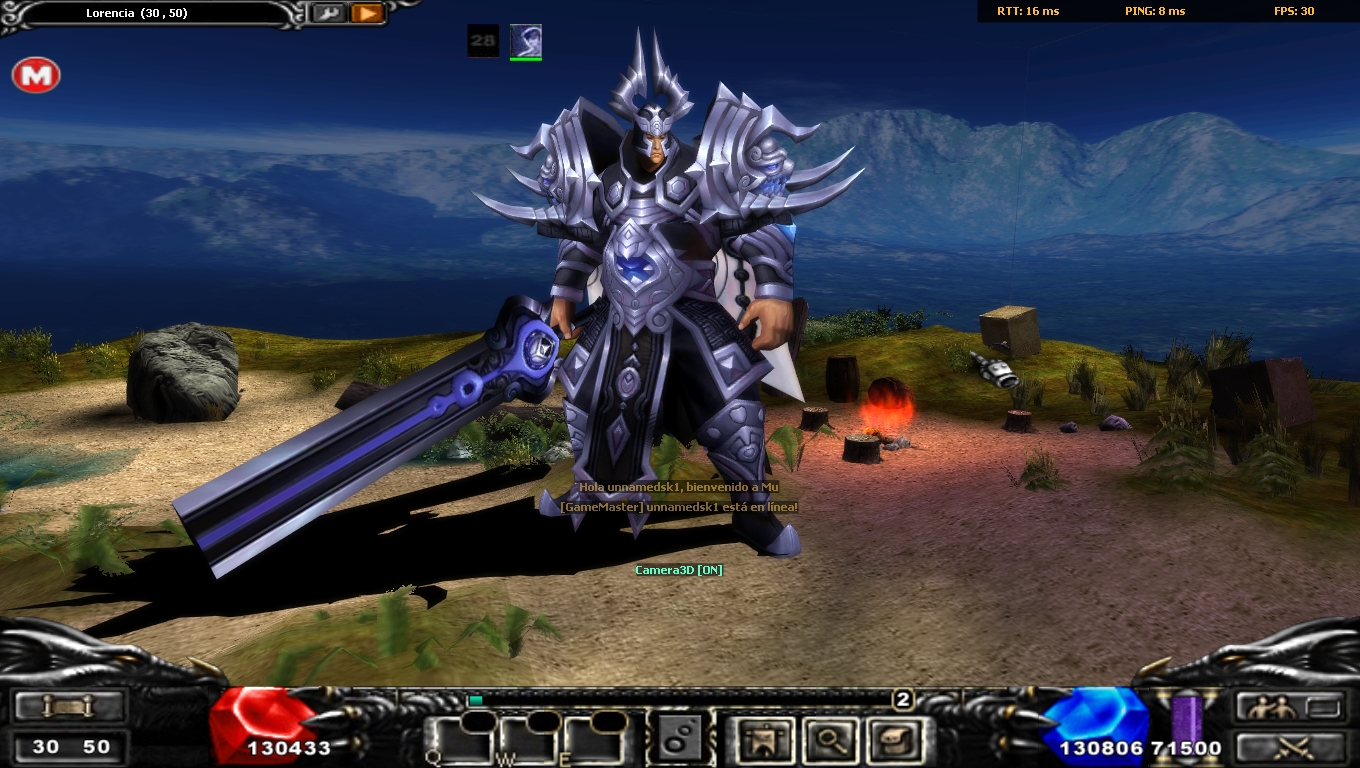 Lorencia (30 , 50)
RTT: 16 ms PING: 8 ms FPS: 30
28
M
Hola unnamedsk1, bienvenido a Mu
[GameMaster] unnamedsk1 está en línea!
Camera3D [ON]
2
30 50
130433
Q W E
130806 71500